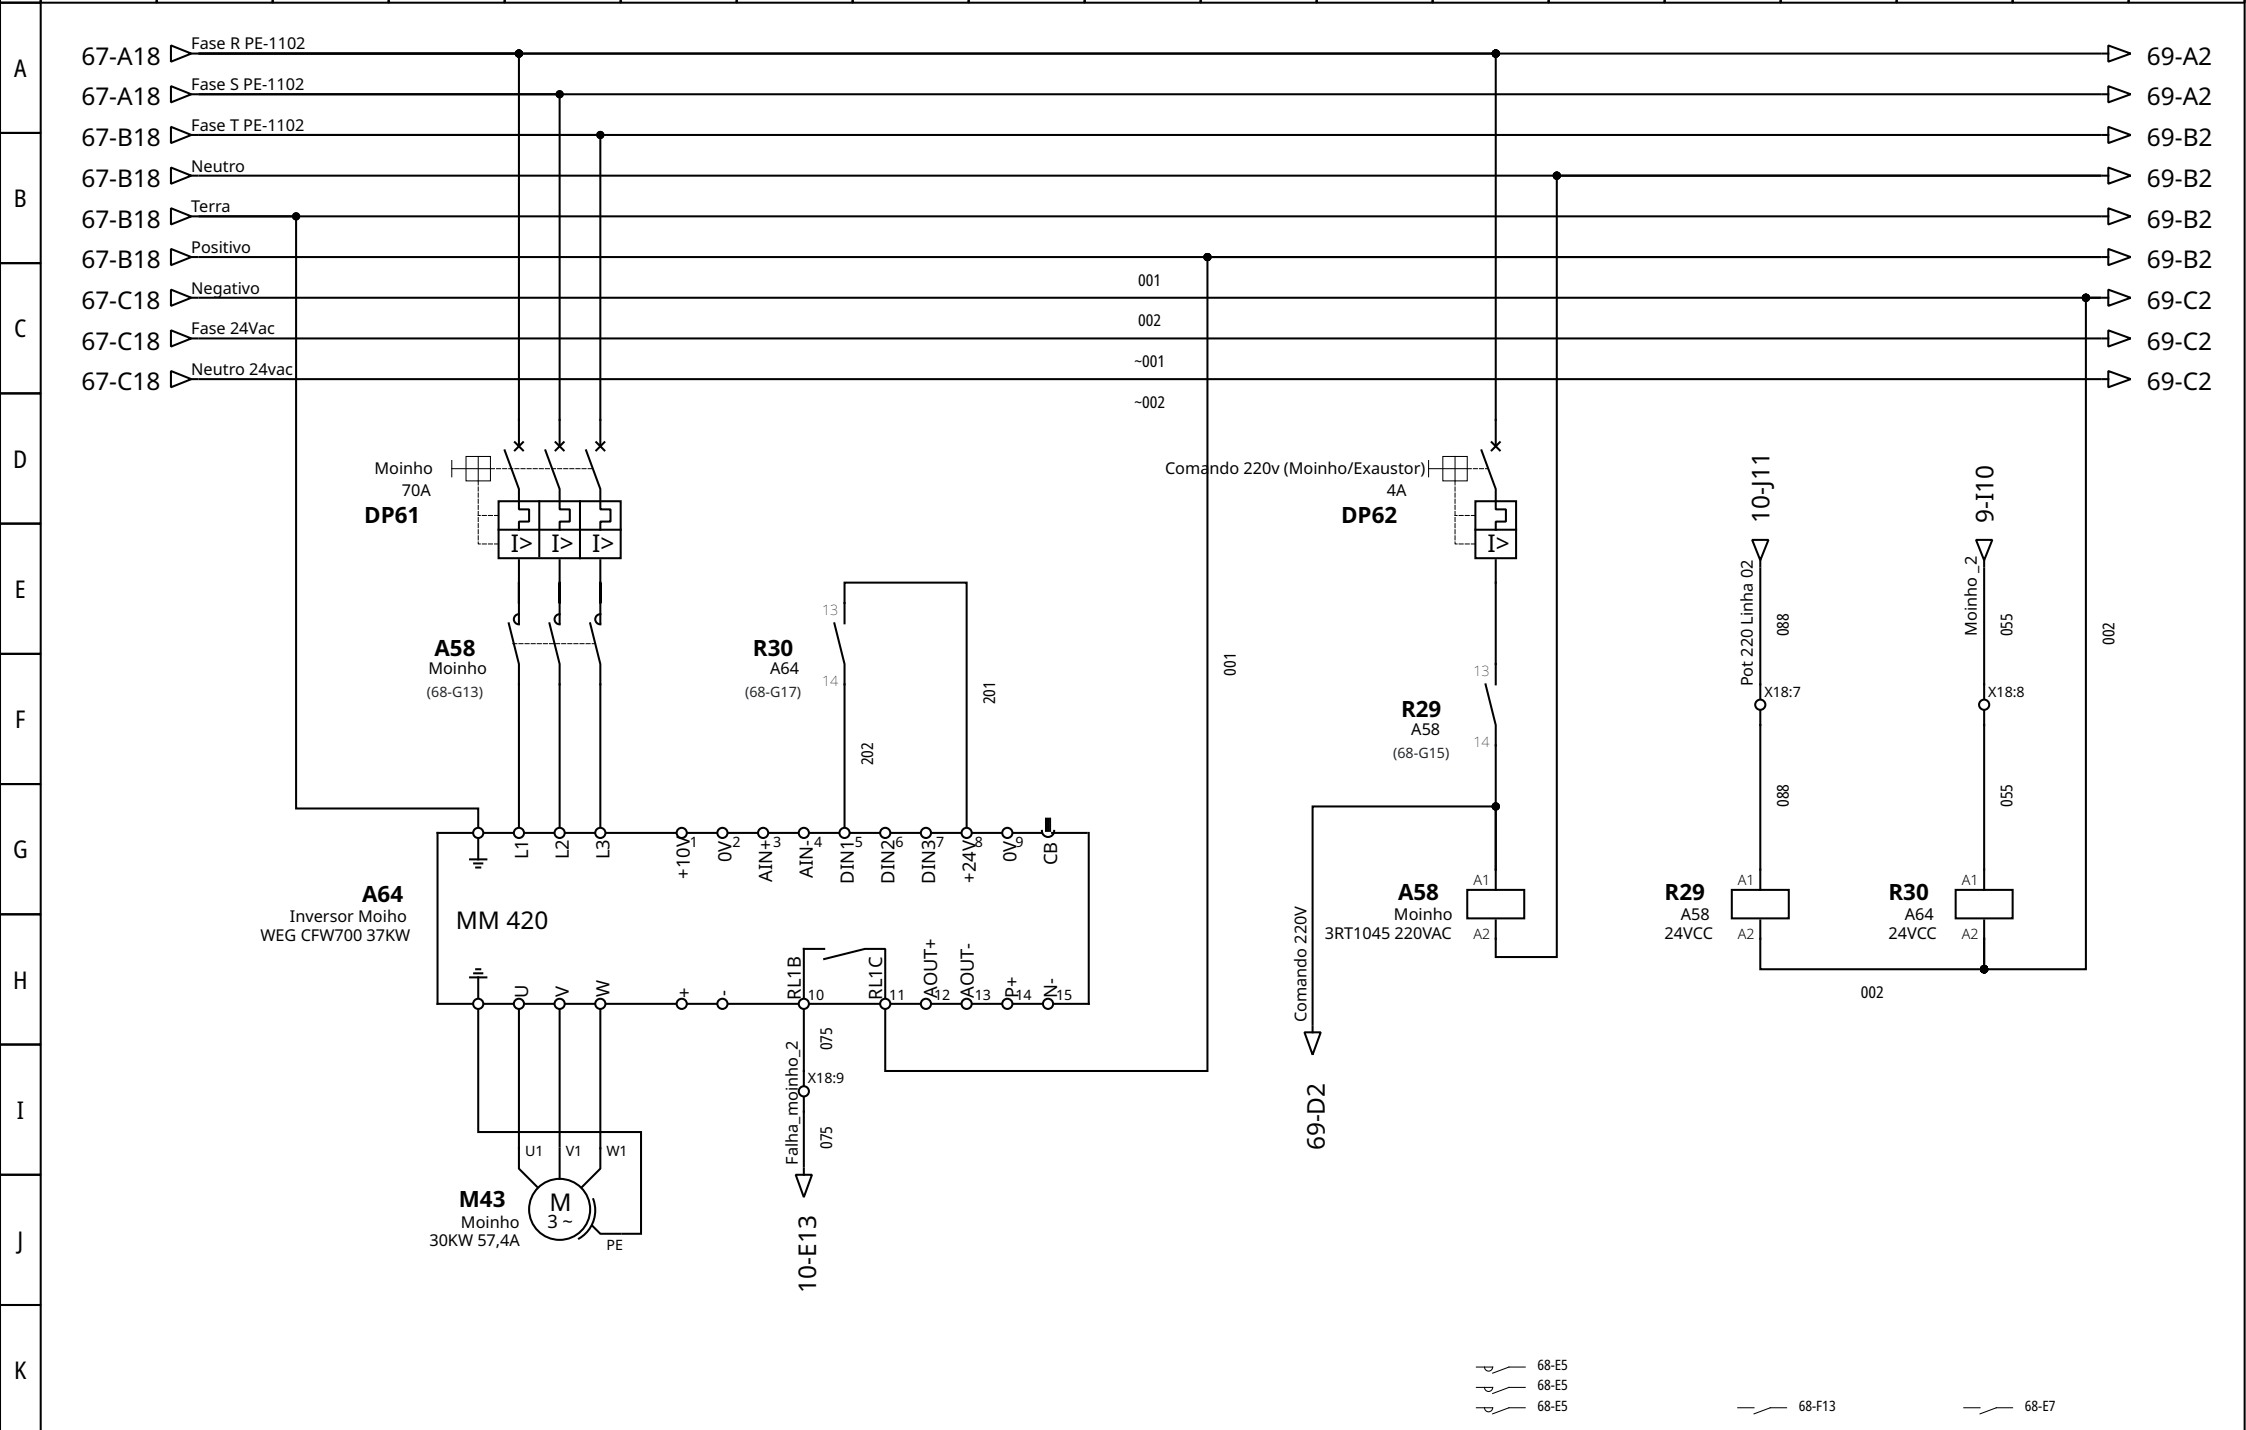 A
B
C
D
E
F
G
H
I
J
K
67-A18 Fase R PE-1102 69-A2
67-A18 Fase S PE-1102 69-A2
67-B18 Fase T PE-1102 69-B2
67-B18 Neutro 69-B2
67-B18 Terra 69-B2
67-B18 Positivo 69-B2
001
67-C18 Negativo 69-C2
002
67-C18 Fase 24Vac 69-C2
~001
67-C18 Neutro 24vac 69-C2
~002
Moinho
70A
DP61
I> I> I>
A58
Moinho
(68-G13)
13
R30
A64
14
(68-G17)
202
201
001
Comando 220v (Moinho/Exaustor)
4A
DP62
I>
13
R29
A58
14
(68-G15)
10-J11
Pot 220 Linha 02
088
X18:7
088
9-I10
Moinho _2
055
X18:8
055
002
L1 L2 L3 +10V 1 0V 2 AIN+ 3 AIN- 4 DIN1 5 DIN2 6 DIN3 7 +24V 8 0V 9 CB
A64
Inversor Moiho
WEG CFW700 37KW
MM 420
U V W + - RL1B 10 RL1C 11 AOUT+ 12 AOUT- 13 P+ 14 N- 15
A1
A58
Moinho
3RT1045 220VAC
A2
Comando 220V
69-D2
A1
R29
A58
24VCC
A2
A1
R30
A64
24VCC
A2
002
075
Falha_moinho_2
X18:9
075
10-E13
U1 V1 W1
M43
Moinho
30KW 57,4A
M
3 ~
PE
68-E5
68-E5
68-E5
68-F13
68-E7